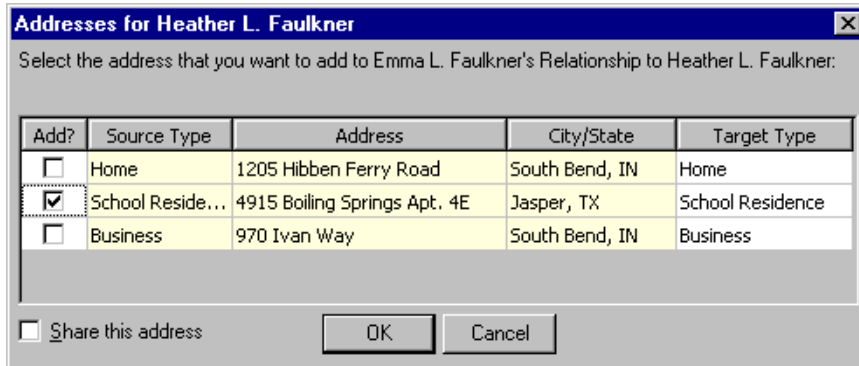 Addresses for Heather L. Faulkner
Select the address that you want to add to Emma L. Faulkner's Relationship to Heather L. Faulkner:
Add? Source Type Address City/State Target Type
Home 1205 Hibben Ferry Road South Bend, IN Home
School Reside... 4915 Boiling Springs Apt. 4E Jasper, TX School Residence
Business 970 Ivan Way South Bend, IN Business
Share this address OK Cancel